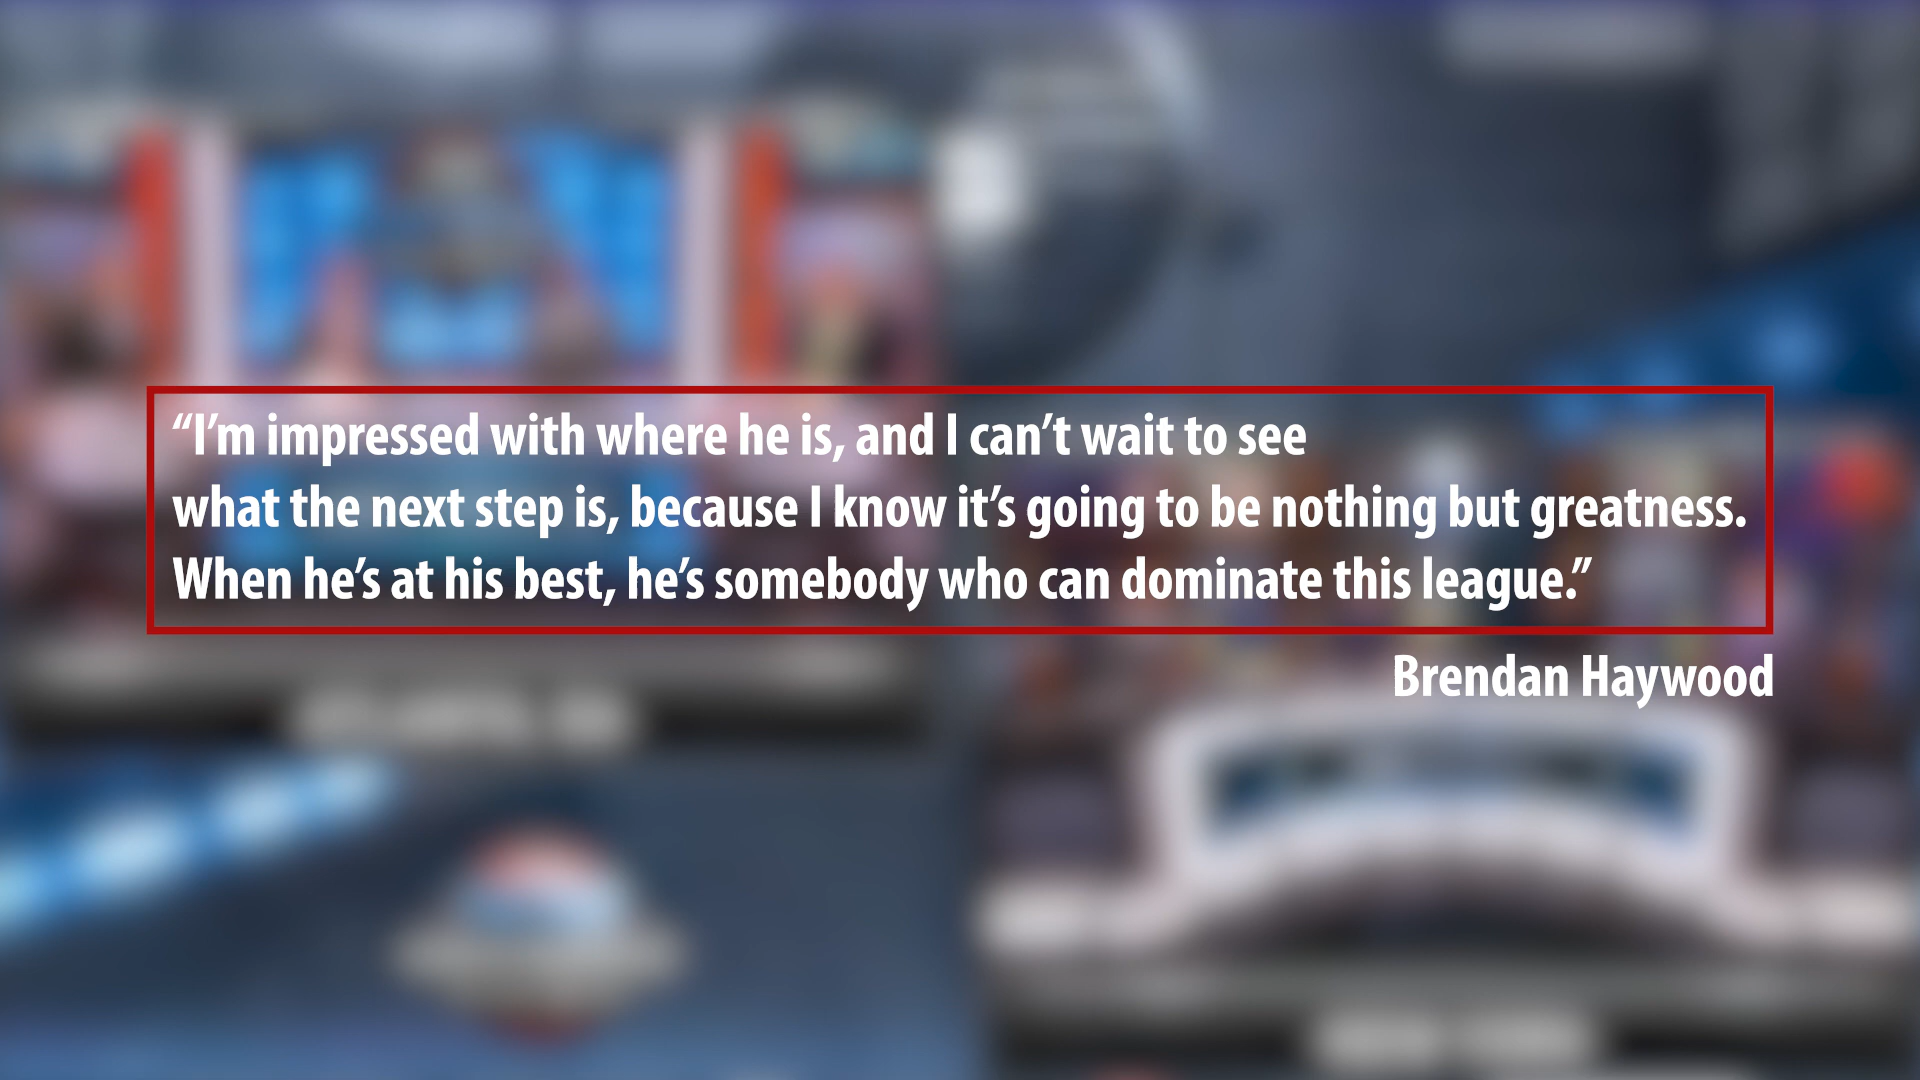 “I’m impressed with where he is, and I can’t wait to see
what the next step is, because I know it’s going to be nothing but greatness.
When he’s at his best, he’s somebody who can dominate this league.”
Brendan Haywood